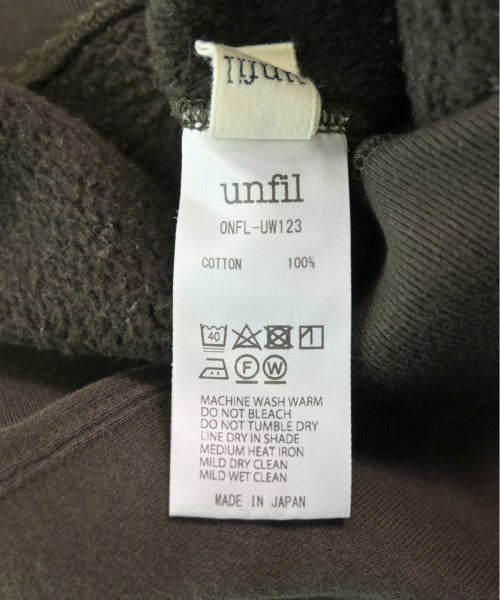 unfil
unfil
ONFL-UW123
COTTON 100%
40
F W
MACHINE WASH WARM
DO NOT BLEACH
DO NOT TUMBLE DRY
LINE DRY IN SHADE
MEDIUM HEAT IRON
MILD DRY CLEAN
MILD WET CLEAN
MADE IN JAPAN